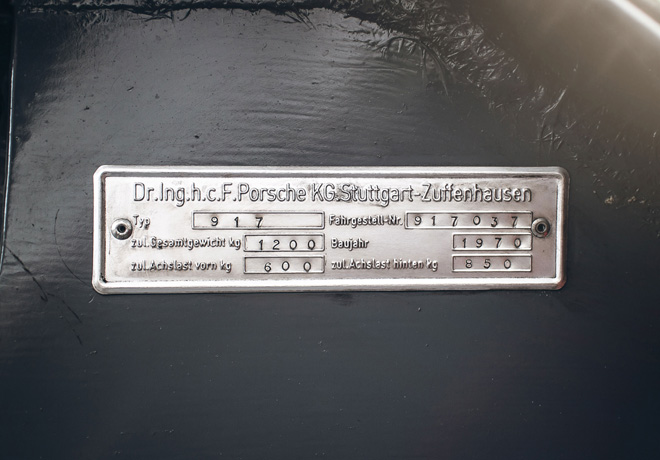 Dr.Ing.h.c.F.Porsche KG.Stuttgart-Zuffenhausen
Typ 917 Fahrgestell-Nr. 917037
zul.Gesamtgewicht kg 1200 Baujahr 1970
zul.Achslast vorn kg 600 zul.Achslast hinten kg 850